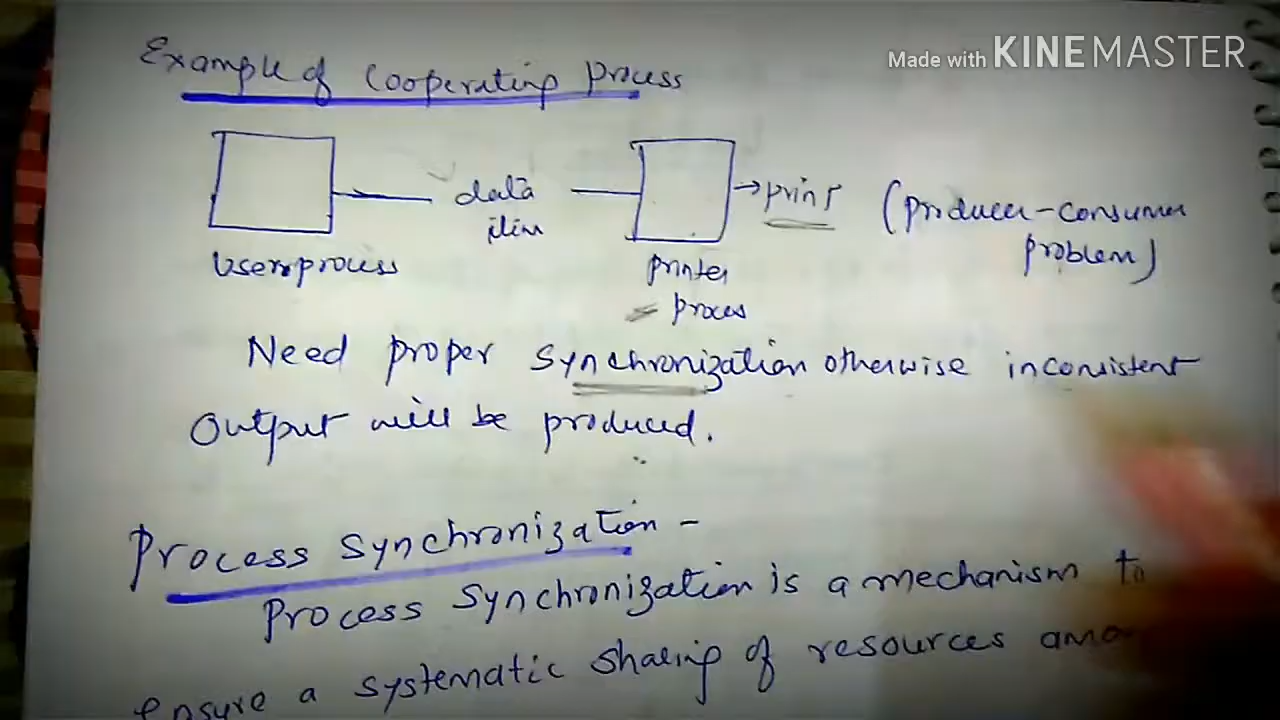 Made with KINEMASTER
Example of Cooperating Process
data
item
print
(producer-consumer
problem)
User process
printer
proces
Need proper synchronization otherwise inconsistent
Output will be produced.
Process Synchronization -
Process Synchronization is a mechanism to
ensure a systematic sharing of resources